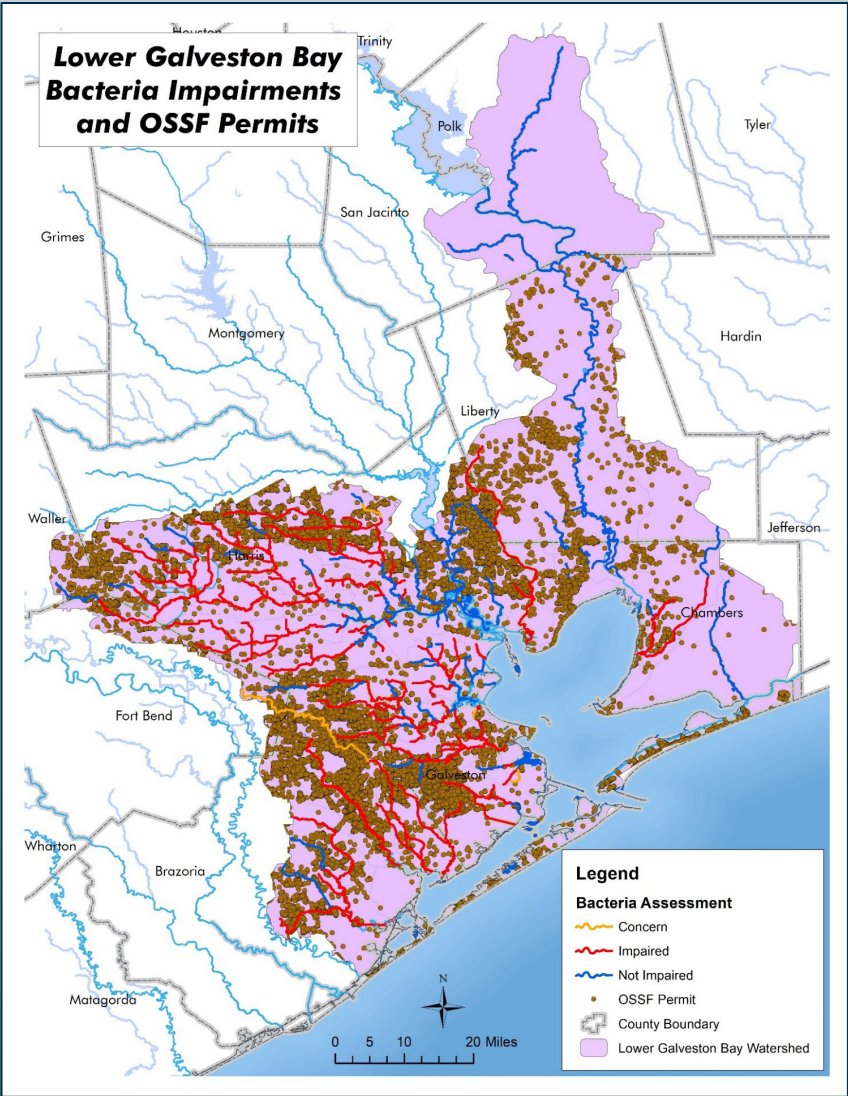 Houston
Trinity
Lower Galveston Bay
Bacteria Impairments
and OSSF Permits
Polk
Tyler
San Jacinto
Grimes
Montgomery
Hardin
Liberty
Waller
Jefferson
Harris
Chambers
Fort Bend
Galveston
Wharton
Brazoria
Matagorda
Legend
Bacteria Assessment
Concern
Impaired
Not Impaired
OSSF Permit
County Boundary
Lower Galveston Bay Watershed
N
0 5 10 20 Miles